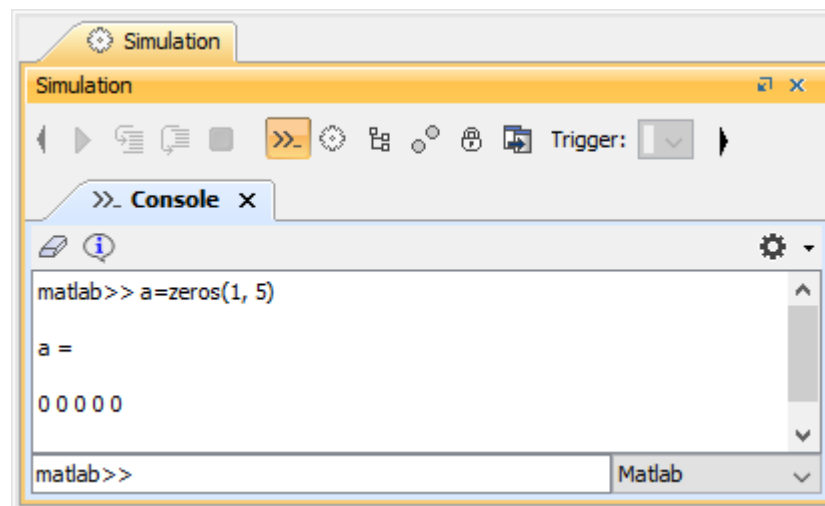 Simulation
Simulation
>>_ Trigger:
>>_ Console
matlab>> a=zeros(1, 5)
a =
0 0 0 0 0
matlab>> Matlab